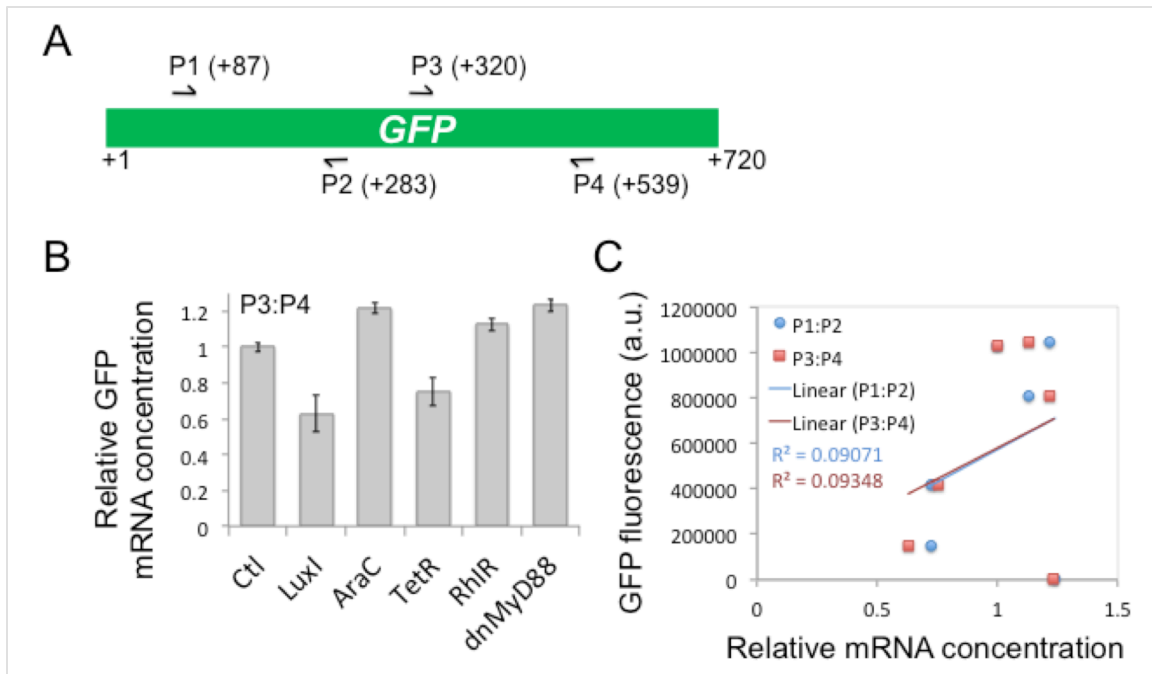 A
P1 (+87)
P3 (+320)
GFP
+1
+720
P2 (+283)
P4 (+539)
B
P3:P4
Relative GFP
mRNA concentration
1.2
1
0.8
0.6
0.4
0.2
0
Ctl
LuxI
AraC
TetR
RhlR
dnMyD88
C
GFP fluorescence (a.u.)
1200000
1000000
800000
600000
400000
200000
0
P1:P2
P3:P4
Linear (P1:P2)
Linear (P3:P4)
R² = 0.09071
R² = 0.09348
0
0.5
1
1.5
Relative mRNA concentration